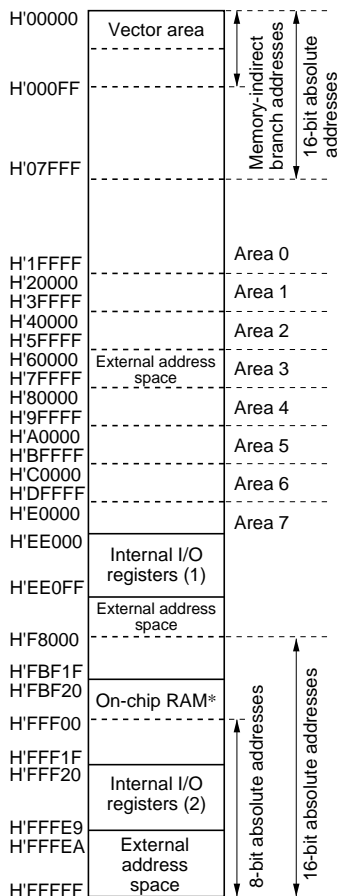 H'00000
Vector area
H'000FF
Memory-indirect
branch addresses
16-bit absolute
addresses
H'07FFF
H'1FFFF
Area 0
H'20000
H'3FFFF
Area 1
H'40000
H'5FFFF
Area 2
H'60000
H'7FFFF
External address
space
Area 3
H'80000
H'9FFFF
Area 4
H'A0000
H'BFFFF
Area 5
H'C0000
H'DFFFF
Area 6
H'E0000
Area 7
H'EE000
Internal I/O
registers (1)
H'EE0FF
External address
space
H'F8000
H'FBF1F
H'FBF20
On-chip RAM*
H'FFF00
H'FFF1F
H'FFF20
Internal I/O
registers (2)
H'FFFE9
H'FFFEA
External
address
space
H'FFFFF
8-bit absolute addresses
16-bit absolute addresses